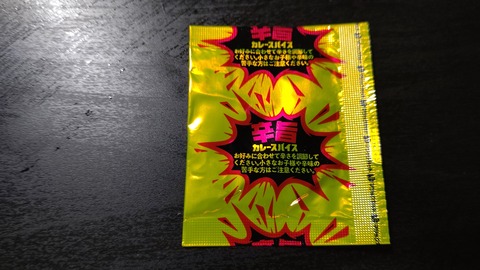 辛旨
カレースパイス
お好みに合わせて辛さを調節して
ください。小さなお子様や辛味の
苦手な方はご注意ください。
辛旨
カレースパイス
お好みに合わせて辛さを調節して
ください。小さなお子様や辛味の
苦手な方はご注意ください。